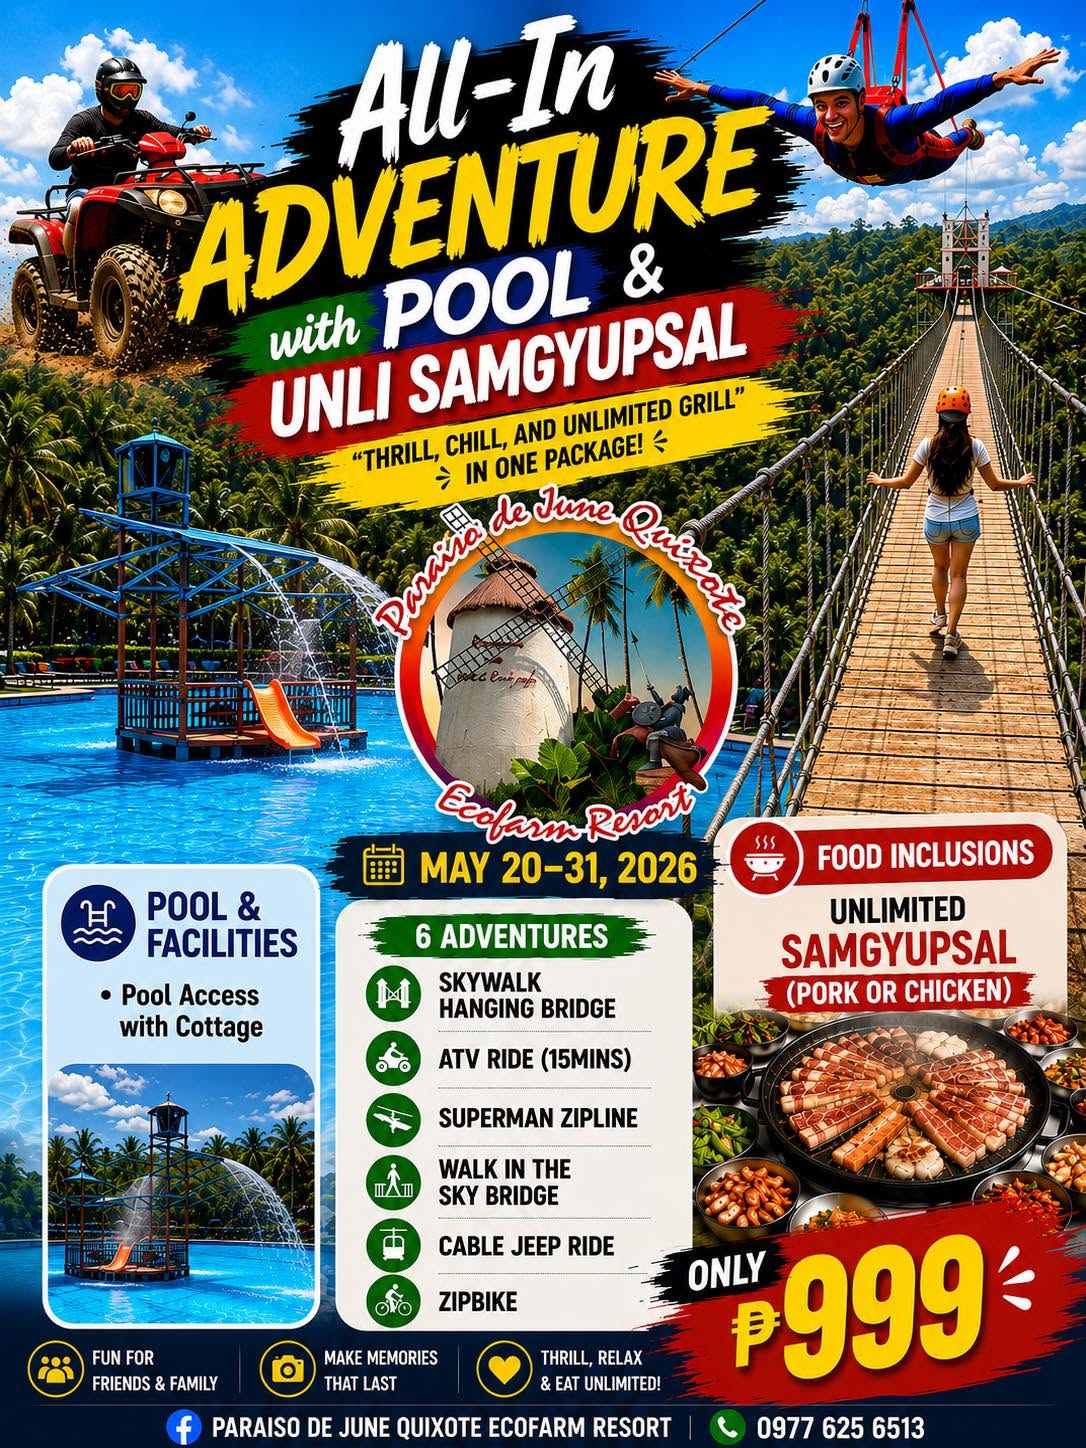 All-In
ADVENTURE
with POOL &
UNLI SAMGYUPSAL
"THRILL, CHILL, AND UNLIMITED GRILL"
IN ONE PACKAGE!
Paraiso de June Quixote
Ecofarm Resort
MAY 20–31, 2026
POOL &
FACILITIES
• Pool Access
with Cottage
6 ADVENTURES
SKYWALK
HANGING BRIDGE
ATV RIDE (15MINS)
SUPERMAN ZIPLINE
WALK IN THE
SKY BRIDGE
CABLE JEEP RIDE
ZIPBIKE
FOOD INCLUSIONS
UNLIMITED
SAMGYUPSAL
(PORK OR CHICKEN)
ONLY
₱999
FUN FOR
FRIENDS & FAMILY
MAKE MEMORIES
THAT LAST
THRILL, RELAX
& EAT UNLIMITED!
PARAISO DE JUNE QUIXOTE ECOFARM RESORT | 0977 625 6513